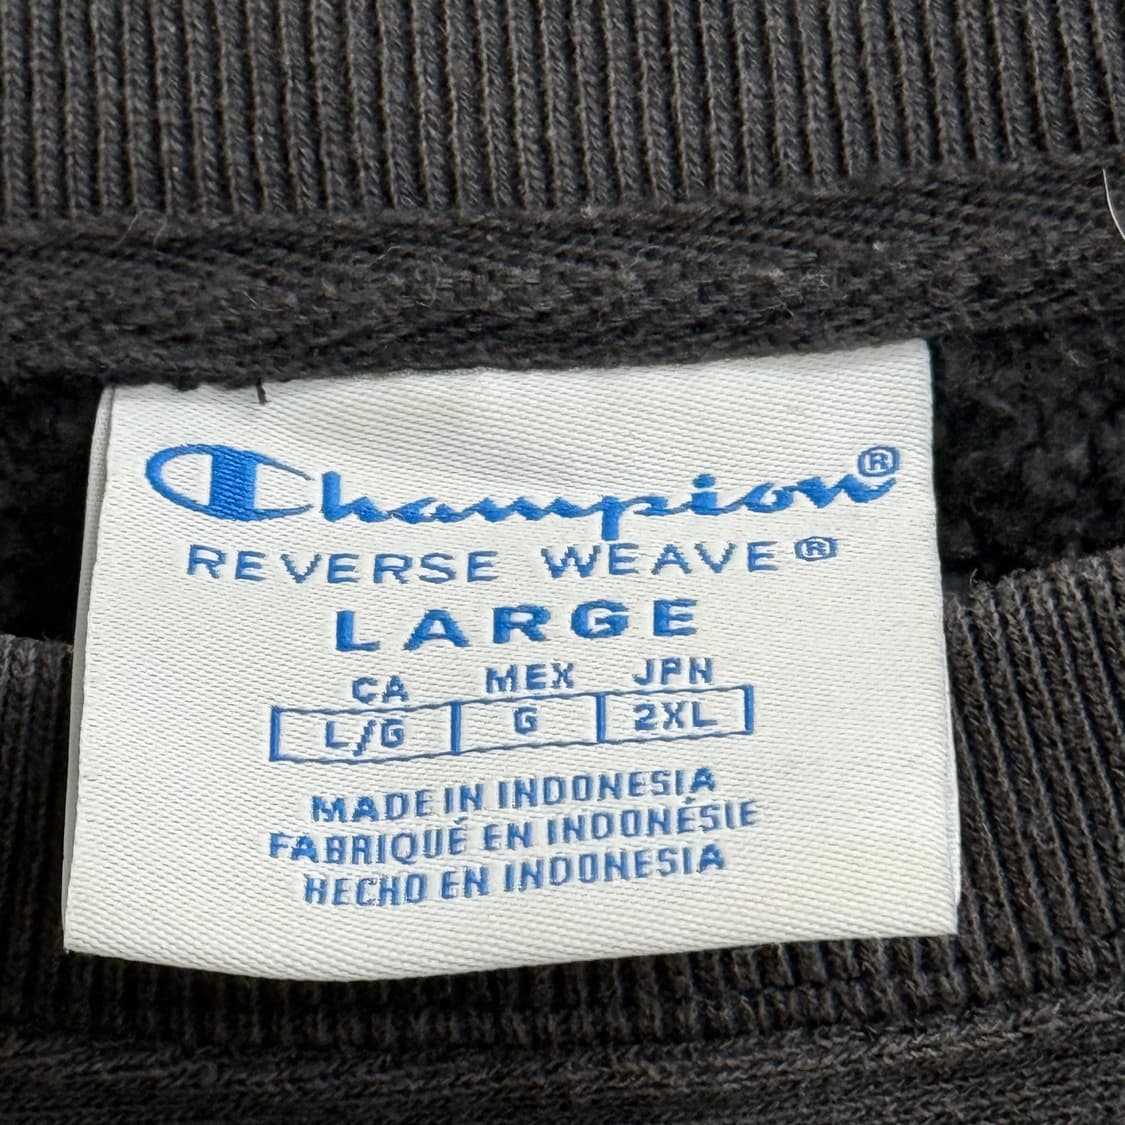 Champion®
REVERSE WEAVE®
LARGE
CA MEX JPN
L/G G 2XL
MADE IN INDONESIA
FABRIQUÉ EN INDONÉSIE
HECHO EN INDONESIA